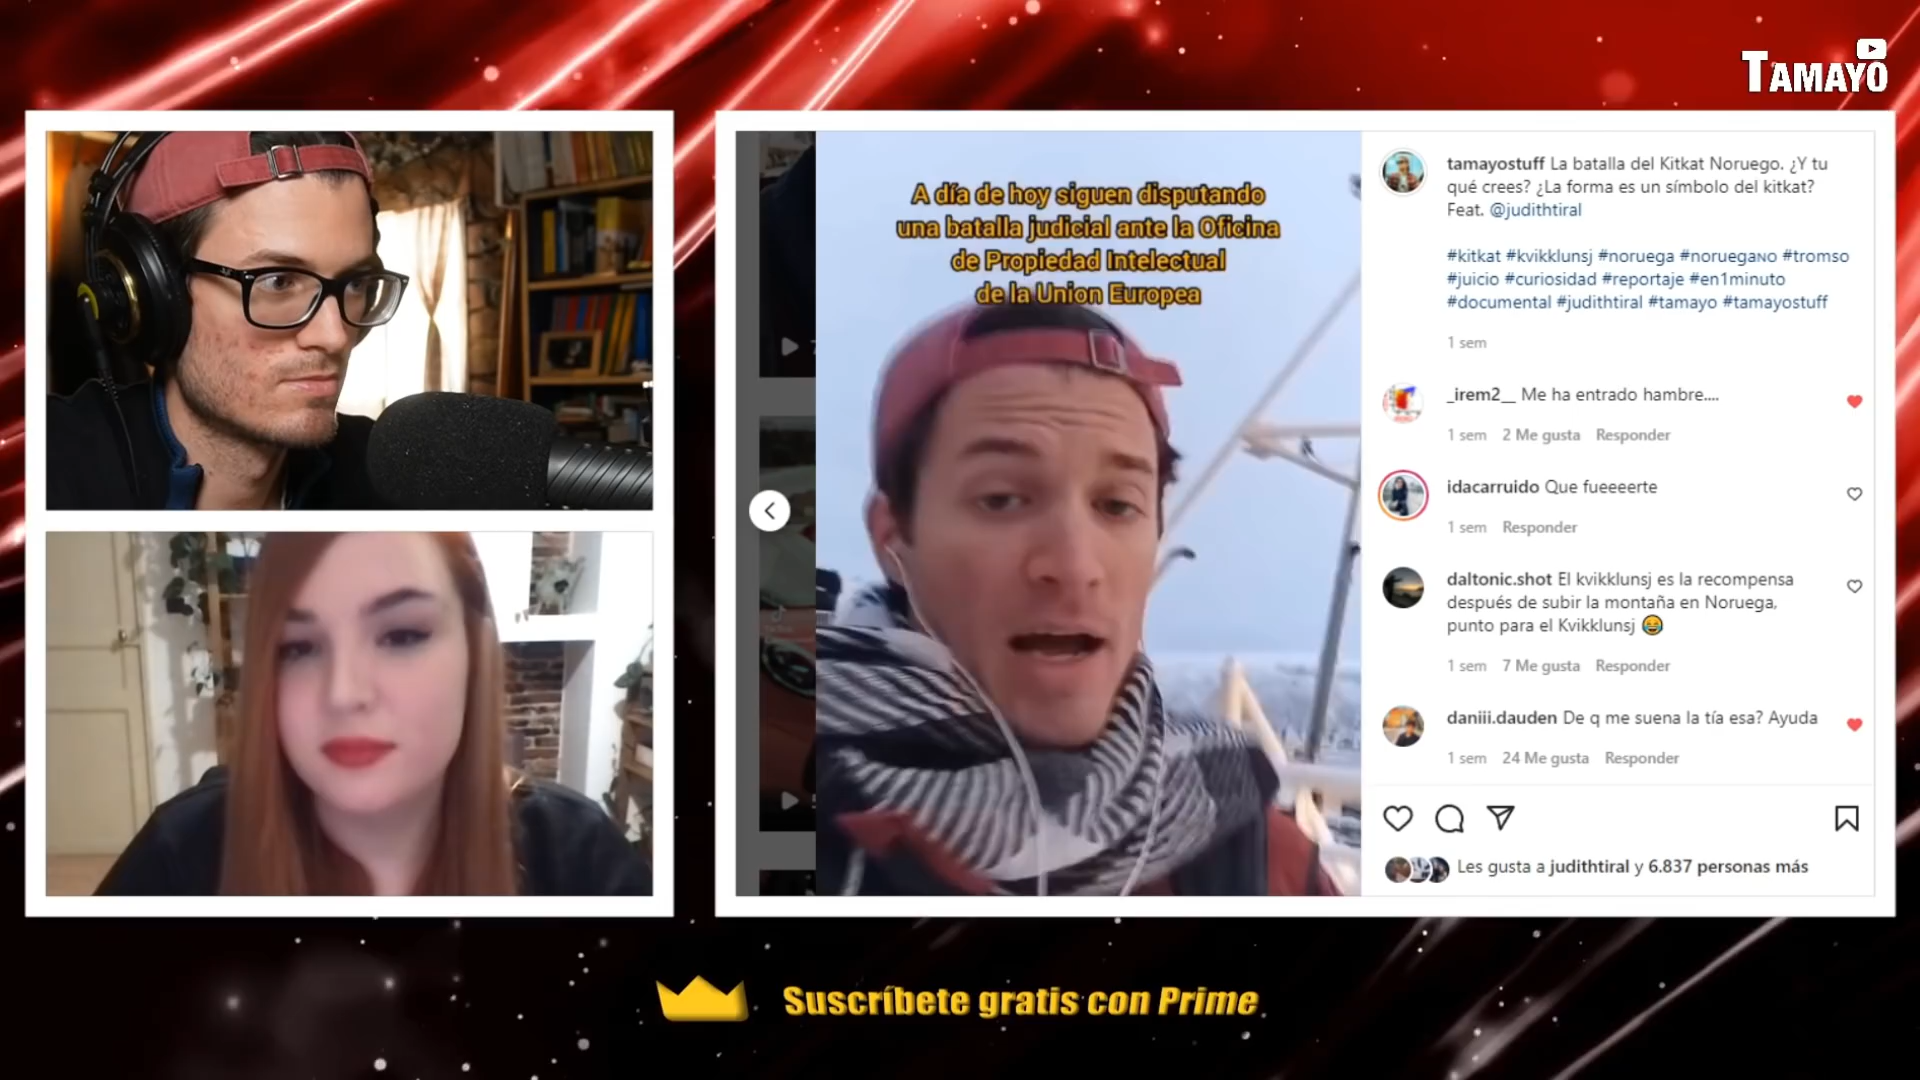 TAMAYO
A día de hoy siguen disputando
una batalla judicial ante la Oficina
de Propiedad Intelectual
de la Union Europea
tamayostuff La batalla del Kitkat Noruego. ¿Y tu
qué crees? ¿La forma es un símbolo del kitkat?
Feat. @judithtiral
#kitkat #kvikklunsj #noruega #noruegaɴo #tromso
#juicio #curiosidad #reportaje #en1minuto
#documental #judithtiral #tamayo #tamayostuff
1 sem
_irem2__ Me ha entrado hambre....
1 sem 2 Me gusta Responder
idacarruido Que fueeeerte
1 sem Responder
daltonic.shot El kvikklunsj es la recompensa
después de subir la montaña en Noruega,
punto para el Kvikklunsj 😂
1 sem 7 Me gusta Responder
daniii.dauden De q me suena la tía esa? Ayuda
1 sem 24 Me gusta Responder
Les gusta a judithtiral y 6.837 personas más
Suscríbete gratis con Prime